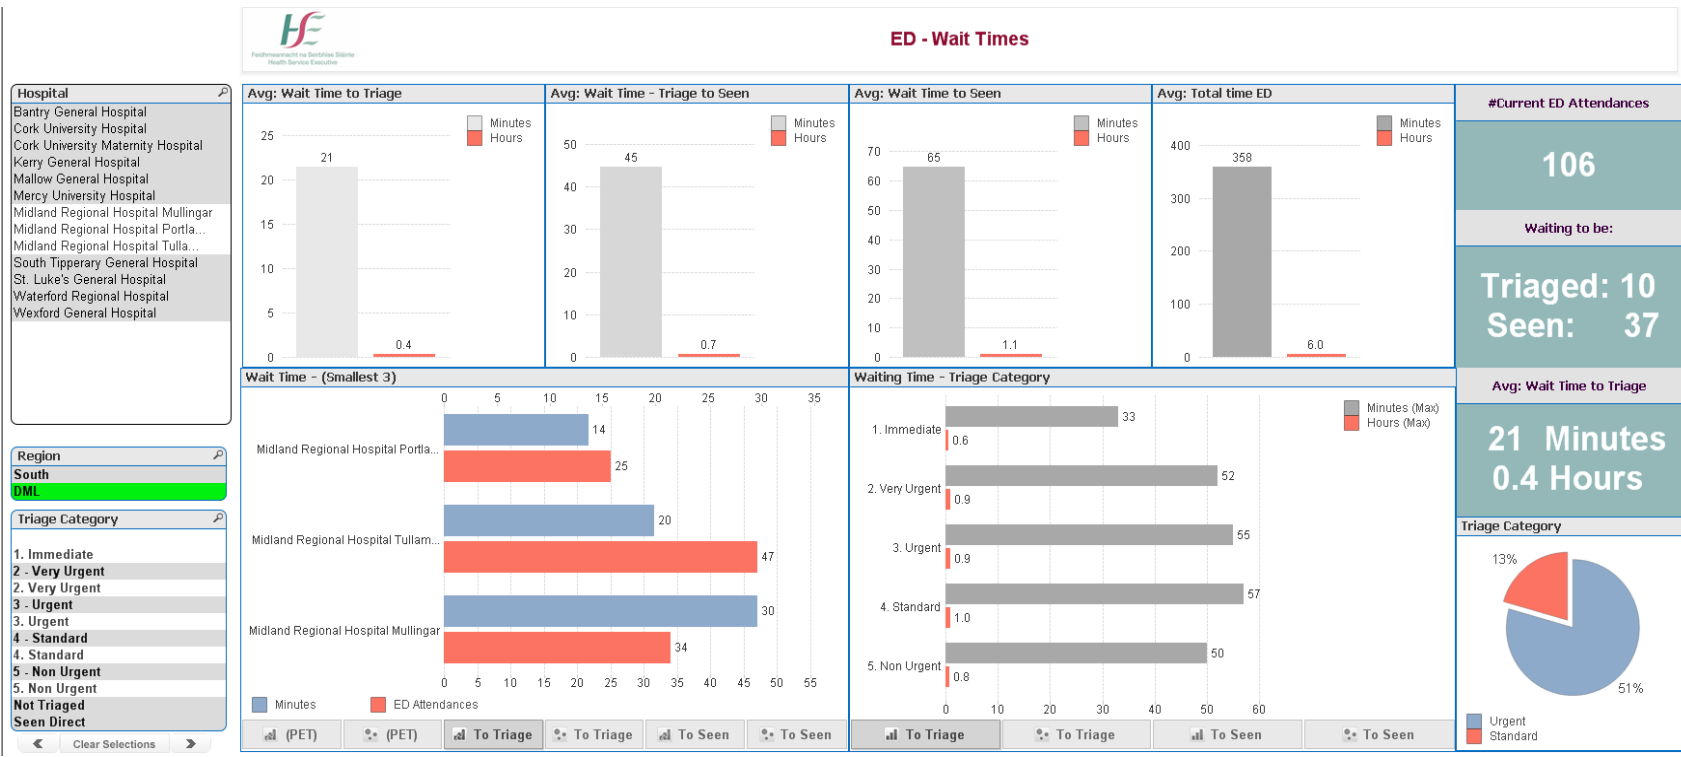 Feidhmeannacht na Seirbhíse Sláinte
Health Service Executive
ED - Wait Times
Hospital
Bantry General Hospital
Cork University Hospital
Cork University Maternity Hospital
Kerry General Hospital
Mallow General Hospital
Mercy University Hospital
Midland Regional Hospital Mullingar
Midland Regional Hospital Portla...
Midland Regional Hospital Tulla...
South Tipperary General Hospital
St. Luke's General Hospital
Waterford Regional Hospital
Wexford General Hospital
Region
South
DML
Triage Category
1. Immediate
2 - Very Urgent
2. Very Urgent
3 - Urgent
3. Urgent
4 - Standard
4. Standard
5 - Non Urgent
5. Non Urgent
Not Triaged
Seen Direct
Clear Selections
Avg: Wait Time to Triage
Minutes
Hours
25
20
15
10
5
0
21
0.4
Avg: Wait Time - Triage to Seen
Minutes
Hours
50
40
30
20
10
0
45
0.7
Avg: Wait Time to Seen
Minutes
Hours
70
60
50
40
30
20
10
0
65
1.1
Avg: Total time ED
Minutes
Hours
400
300
200
100
0
358
6.0
#Current ED Attendances
106
Waiting to be:
Triaged: 10
Seen: 37
Avg: Wait Time to Triage
21 Minutes
0.4 Hours
Wait Time - (Smallest 3)
0 5 10 15 20 25 30 35
Midland Regional Hospital Portla...
14
25
Midland Regional Hospital Tullam...
20
47
Midland Regional Hospital Mullingar
30
34
0 5 10 15 20 25 30 35 40 45 50 55
Minutes
ED Attendances
(PET)
(PET)
To Triage
To Triage
To Seen
To Seen
Waiting Time - Triage Category
Minutes (Max)
Hours (Max)
1. Immediate
33
0.6
2. Very Urgent
52
0.9
3. Urgent
55
0.9
4. Standard
57
1.0
5. Non Urgent
50
0.8
0 10 20 30 40 50 60
To Triage
To Triage
To Seen
To Seen
Triage Category
13%
51%
Urgent
Standard